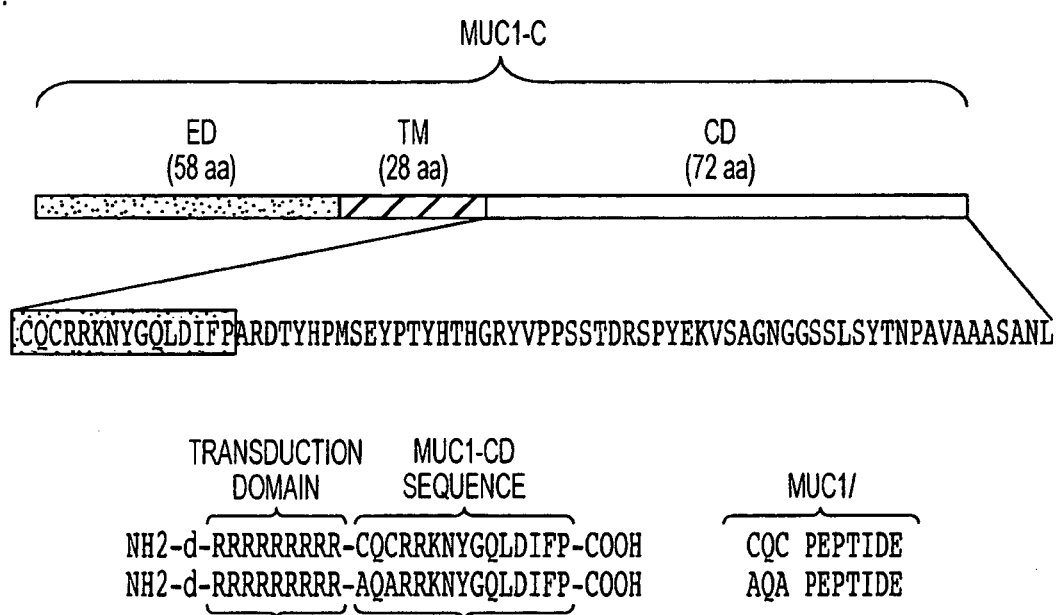 MUC1-C
ED TM CD
(58 aa) (28 aa) (72 aa)
CQCRRKNYGQLDIFPARDTYHPMSEYPTYHTHGRYVPPSSTDRSPYEKVSAGNGGSSLSYTNPAVAAASANL
TRANSDUCTION MUC1-CD
DOMAIN SEQUENCE MUC1/
NH2-d-RRRRRRRRR-CQCRRKNYGQLDIFP-COOH CQC PEPTIDE
NH2-d-RRRRRRRRR-AQARRKNYGQLDIFP-COOH AQA PEPTIDE